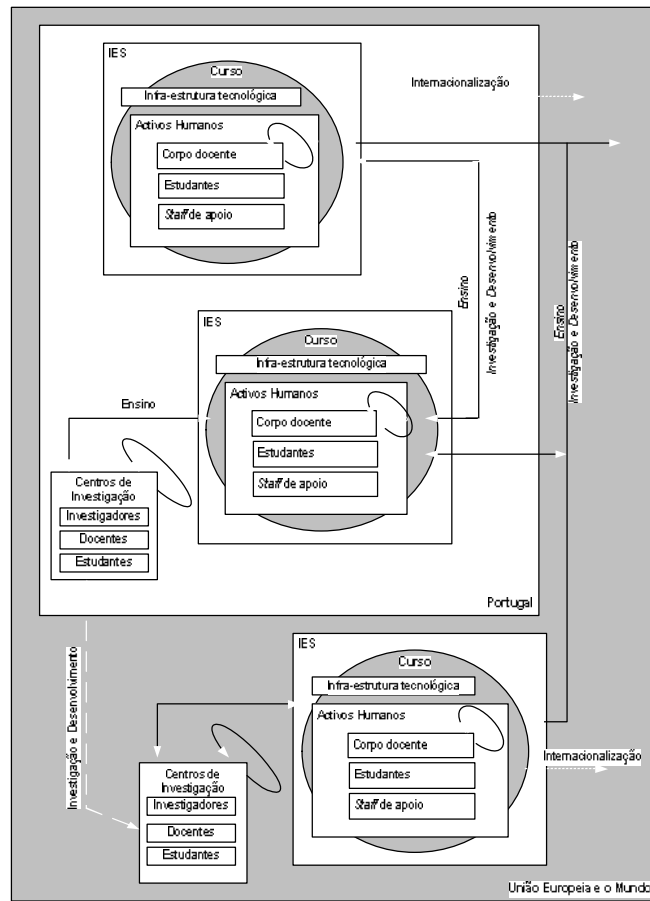 IES
Curso
Infra-estrutura tecnológica
Activos Humanos
Corpo docente
Estudantes
Staff de apoio
Internacionalização
Ensino
Investigação e Desenvolvimento
Ensino
Investigação e Desenvolvimento
IES
Curso
Infra-estrutura tecnológica
Activos Humanos
Corpo docente
Estudantes
Staff de apoio
Ensino
Centros de
Investigação
Investigadores
Docentes
Estudantes
Portugal
Investigação e Desenvolvimento
IES
Curso
Infra-estrutura tecnológica
Activos Humanos
Corpo docente
Estudantes
Staff de apoio
Internacionalização
Centros de
Investigação
Investigadores
Docentes
Estudantes
União Europeia e o Mundo